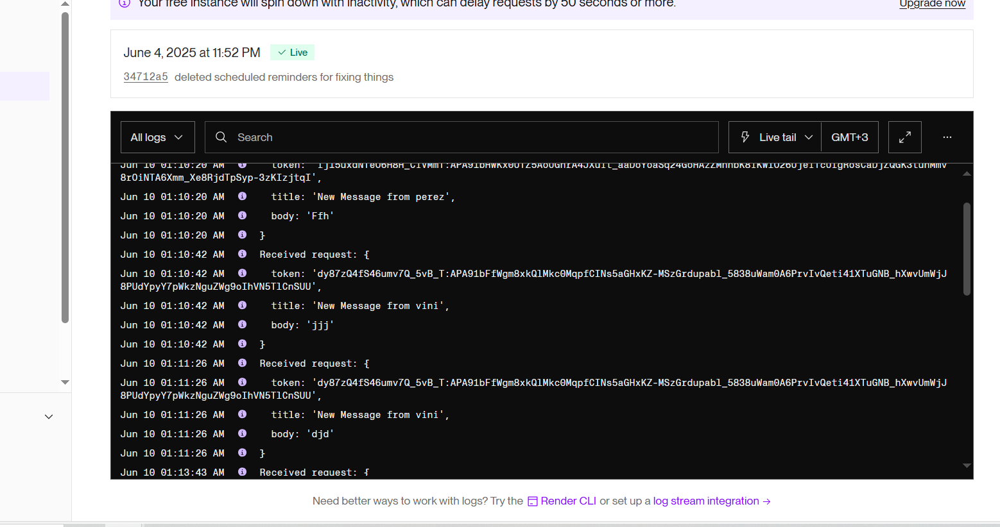 Your free instance will spin down with inactivity, which can delay requests by 50 seconds or more.
Upgrade now
June 4, 2025 at 11:52 PM
Live
34712a5 deleted scheduled reminders for fixing things
All logs
Search
Live tail
GMT+3
Jun 10 01:10:20 AM token:
8rOiNTA6Xmm_Xe8RjdTpSyp-3zKIzjtqI',
Jun 10 01:10:20 AM title: 'New Message from perez',
Jun 10 01:10:20 AM body: 'Ffh'
Jun 10 01:10:20 AM }
Jun 10 01:10:42 AM Received request: {
Jun 10 01:10:42 AM token: 'dy87zQ4fS46umv7Q_5vB_T:APA91bFfWgm8xkQlMkc0MqpfCINs5aGHxKZ-MSzGrdupabl_5838uWam0A6PrvIvQeti41XTuGNB_hXwvUmWjJ
8PUdYpyY7pWkzNguZWg9oIhVN5TlCnSUU',
Jun 10 01:10:42 AM title: 'New Message from vini',
Jun 10 01:10:42 AM body: 'jjj'
Jun 10 01:10:42 AM }
Jun 10 01:11:26 AM Received request: {
Jun 10 01:11:26 AM token: 'dy87zQ4fS46umv7Q_5vB_T:APA91bFfWgm8xkQlMkc0MqpfCINs5aGHxKZ-MSzGrdupabl_5838uWam0A6PrvIvQeti41XTuGNB_hXwvUmWjJ
8PUdYpyY7pWkzNguZWg9oIhVN5TlCnSUU',
Jun 10 01:11:26 AM title: 'New Message from vini',
Jun 10 01:11:26 AM body: 'djd'
Jun 10 01:11:26 AM }
Jun 10 01:13:43 AM Received request: {
Need better ways to work with logs? Try the Render CLI or set up a log stream integration →